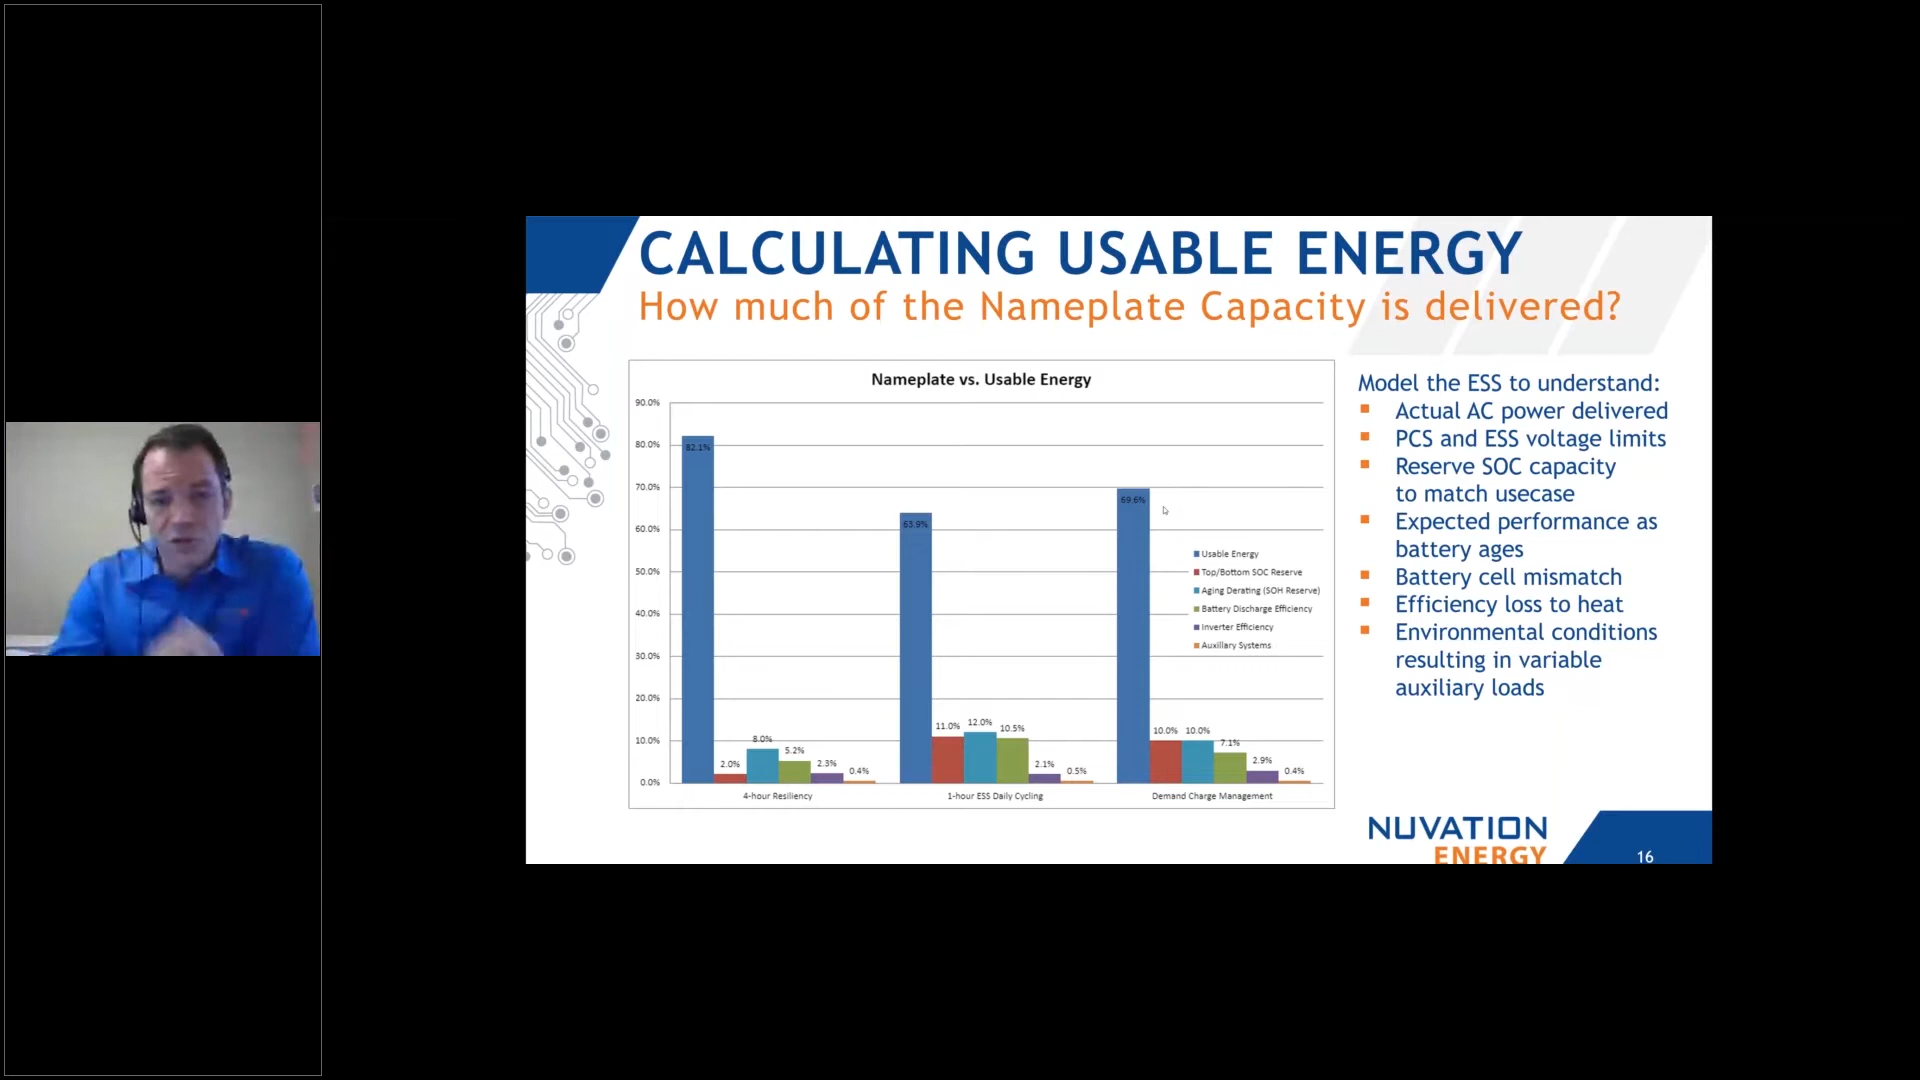 CALCULATING USABLE ENERGY
How much of the Nameplate Capacity is delivered?
Nameplate vs. Usable Energy
90.0%
80.0%
70.0%
60.0%
50.0%
40.0%
30.0%
20.0%
10.0%
0.0%
82.1%
2.0%
8.0%
5.2%
2.3%
0.4%
63.9%
11.0%
12.0%
10.5%
2.1%
0.5%
69.6%
10.0%
10.0%
7.1%
2.9%
0.4%
4-hour Resiliency
1-hour ESS Daily Cycling
Demand Charge Management
Usable Energy
Top/Bottom SOC Reserve
Aging Derating (SOH Reserve)
Battery Discharge Efficiency
Inverter Efficiency
Auxiliary Systems
Model the ESS to understand:
Actual AC power delivered
PCS and ESS voltage limits
Reserve SOC capacity
to match usecase
Expected performance as
battery ages
Battery cell mismatch
Efficiency loss to heat
Environmental conditions
resulting in variable
auxiliary loads
NUVATION
ENERGY
16